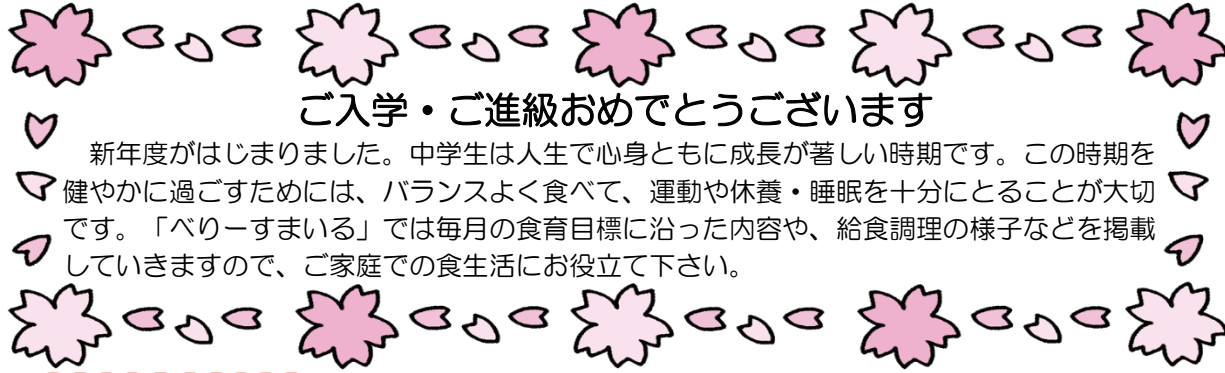 ご入学・ご進級おめでとうございます
　新年度がはじまりました。中学生は人生で心身ともに成長が著しい時期です。この時期を
健やかに過ごすためには、バランスよく食べて、運動や休養・睡眠を十分にとることが大切
です。「べりーすまいる」では毎月の食育目標に沿った内容や、給食調理の様子などを掲載
していきますので、ご家庭での食生活にお役立て下さい。